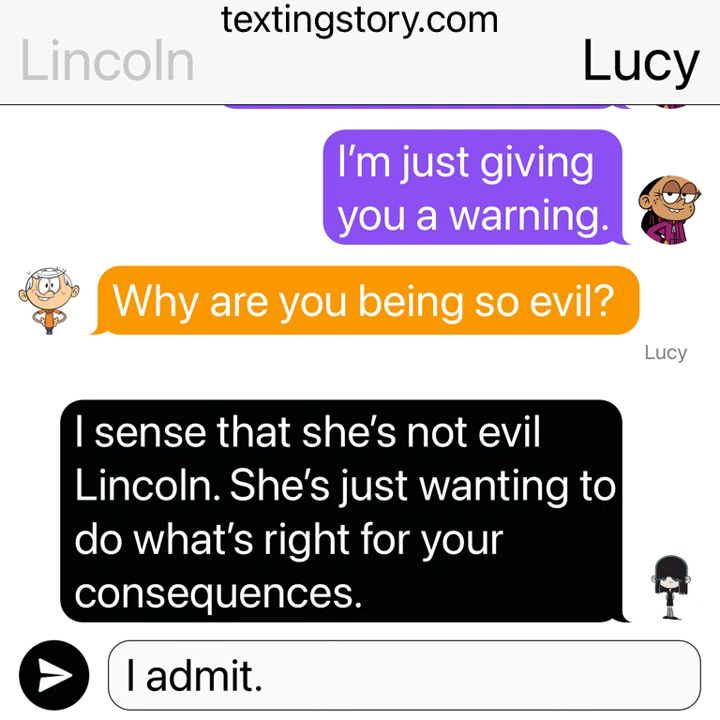 textingstory.com
Lincoln
Lucy
I’m just giving
you a warning.
Why are you being so evil?
Lucy
I sense that she’s not evil
Lincoln. She’s just wanting to
do what’s right for your
consequences.
I admit.